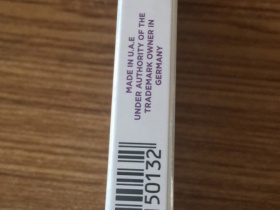 MADE IN U.A.E
UNDER AUTHORITY OF THE
TRADEMARK OWNER IN
GERMANY
50132